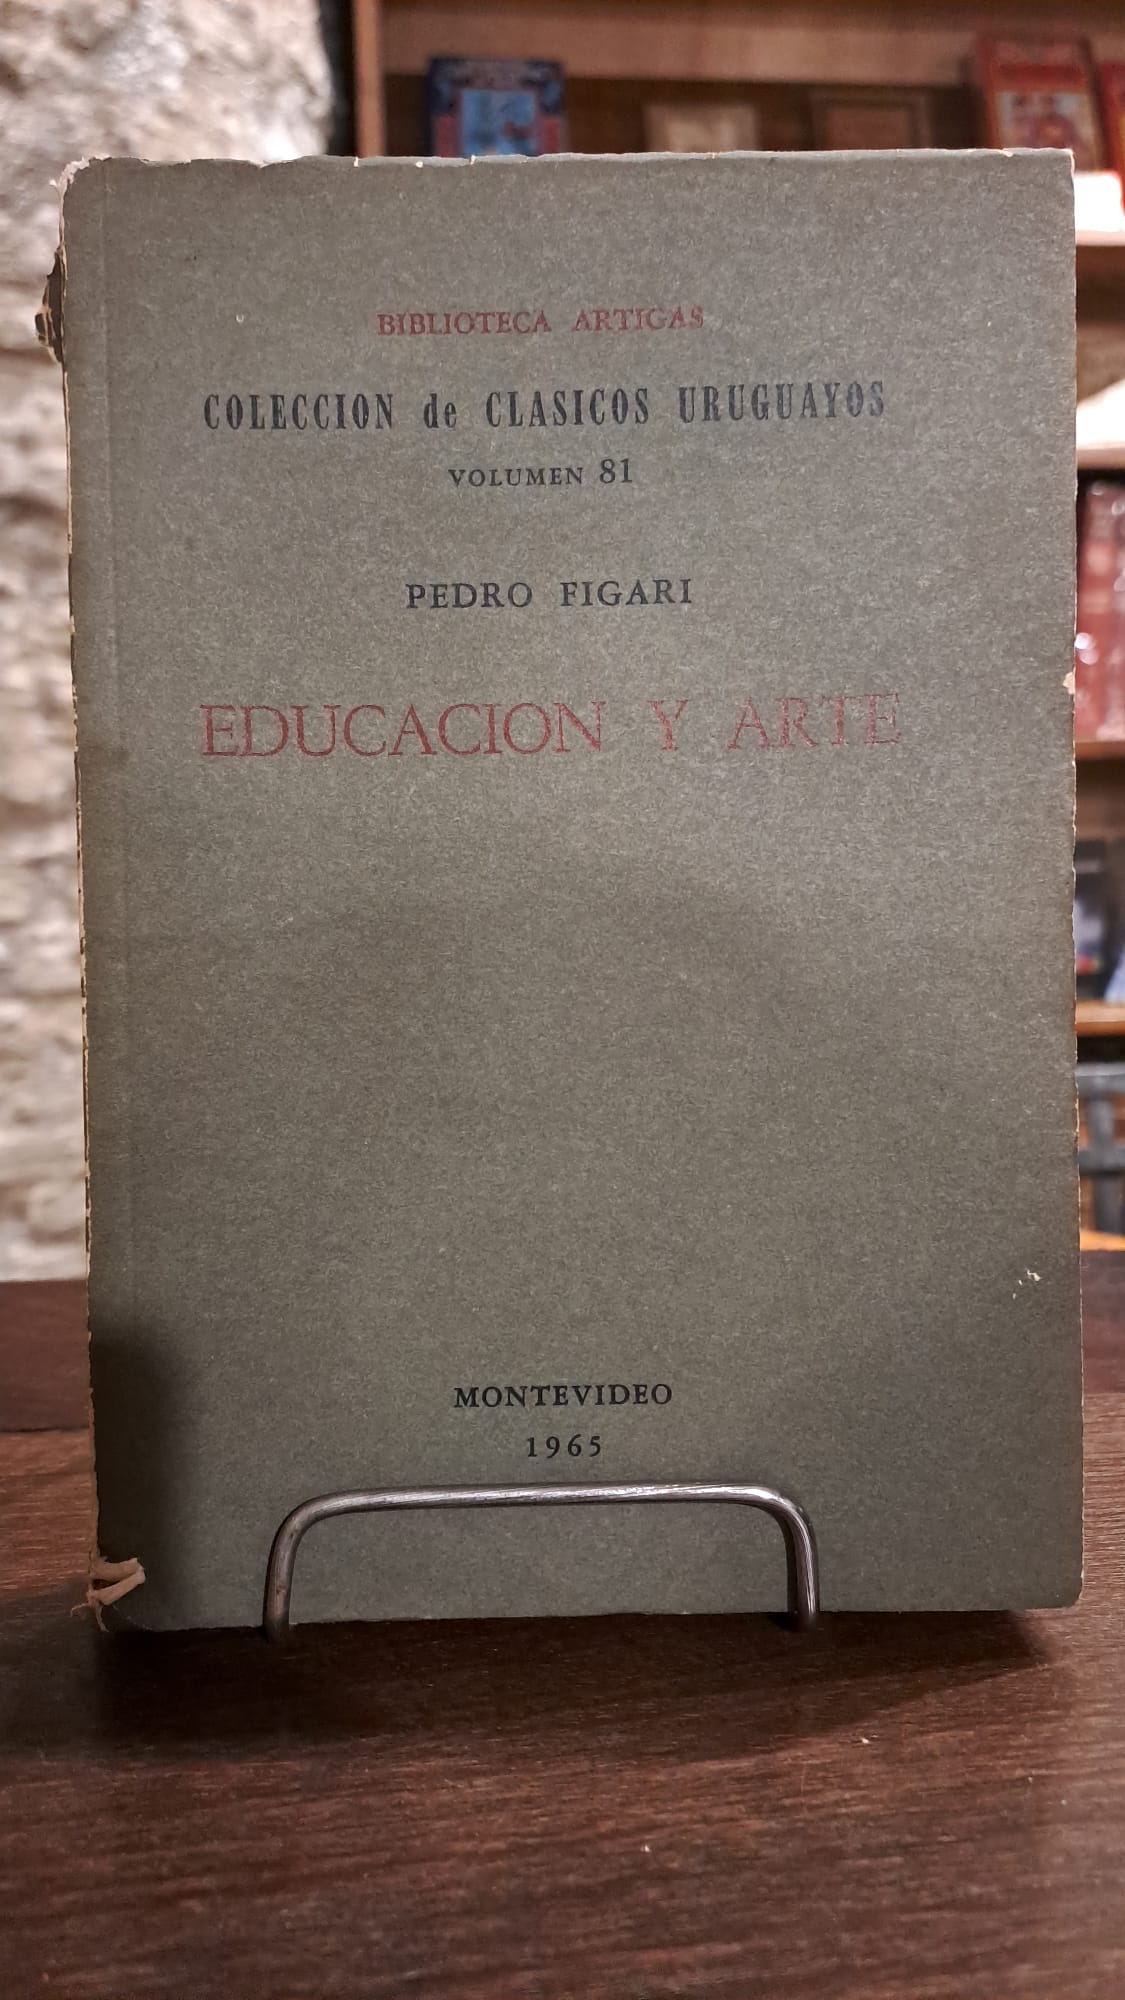 BIBLIOTECA ARTIGAS
COLECCION de CLASICOS URUGUAYOS
VOLUMEN 81
PEDRO FIGARI
EDUCACION Y ARTE
MONTEVIDEO
1965